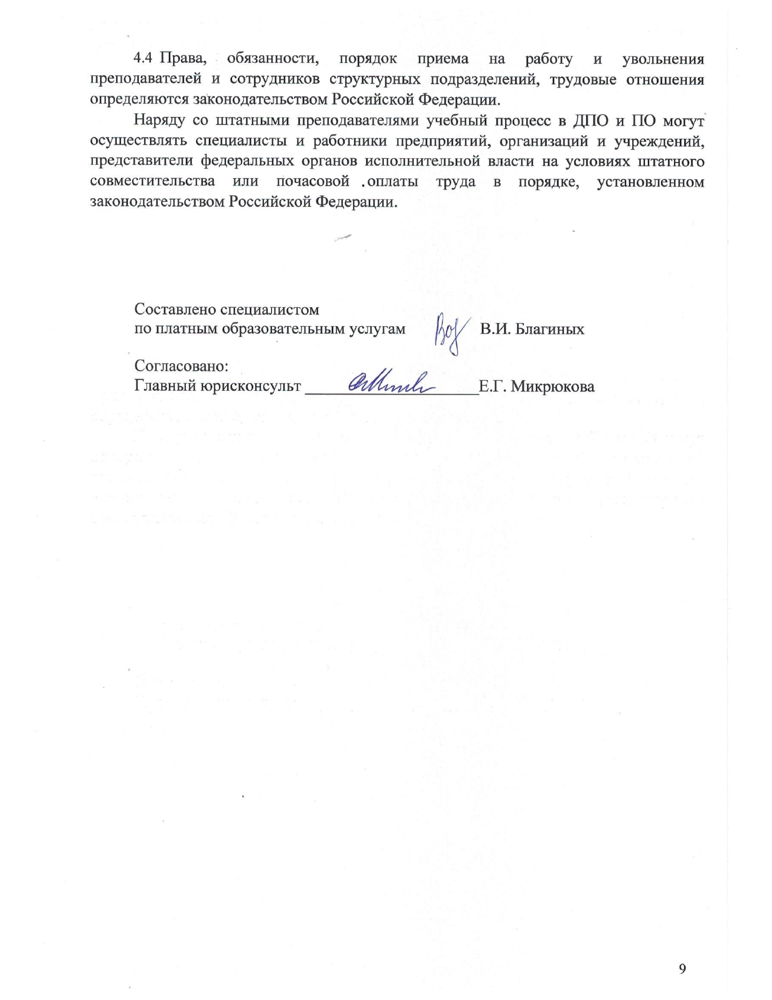 4.4 Права, обязанности, порядок приема на работу и увольнения
преподавателей и сотрудников структурных подразделений, трудовые отношения
определяются законодательством Российской Федерации.
Наряду со штатными преподавателями учебный процесс в ДПО и ПО могут
осуществлять специалисты и работники предприятий, организаций и учреждений,
представители федеральных органов исполнительной власти на условиях штатного
совместительства или почасовой оплаты труда в порядке, установленном
законодательством Российской Федерации.
Составлено специалистом
по платным образовательным услугам В.И. Благиных
Согласовано:
Главный юрисконсульт Е.Г. Микрюкова
9